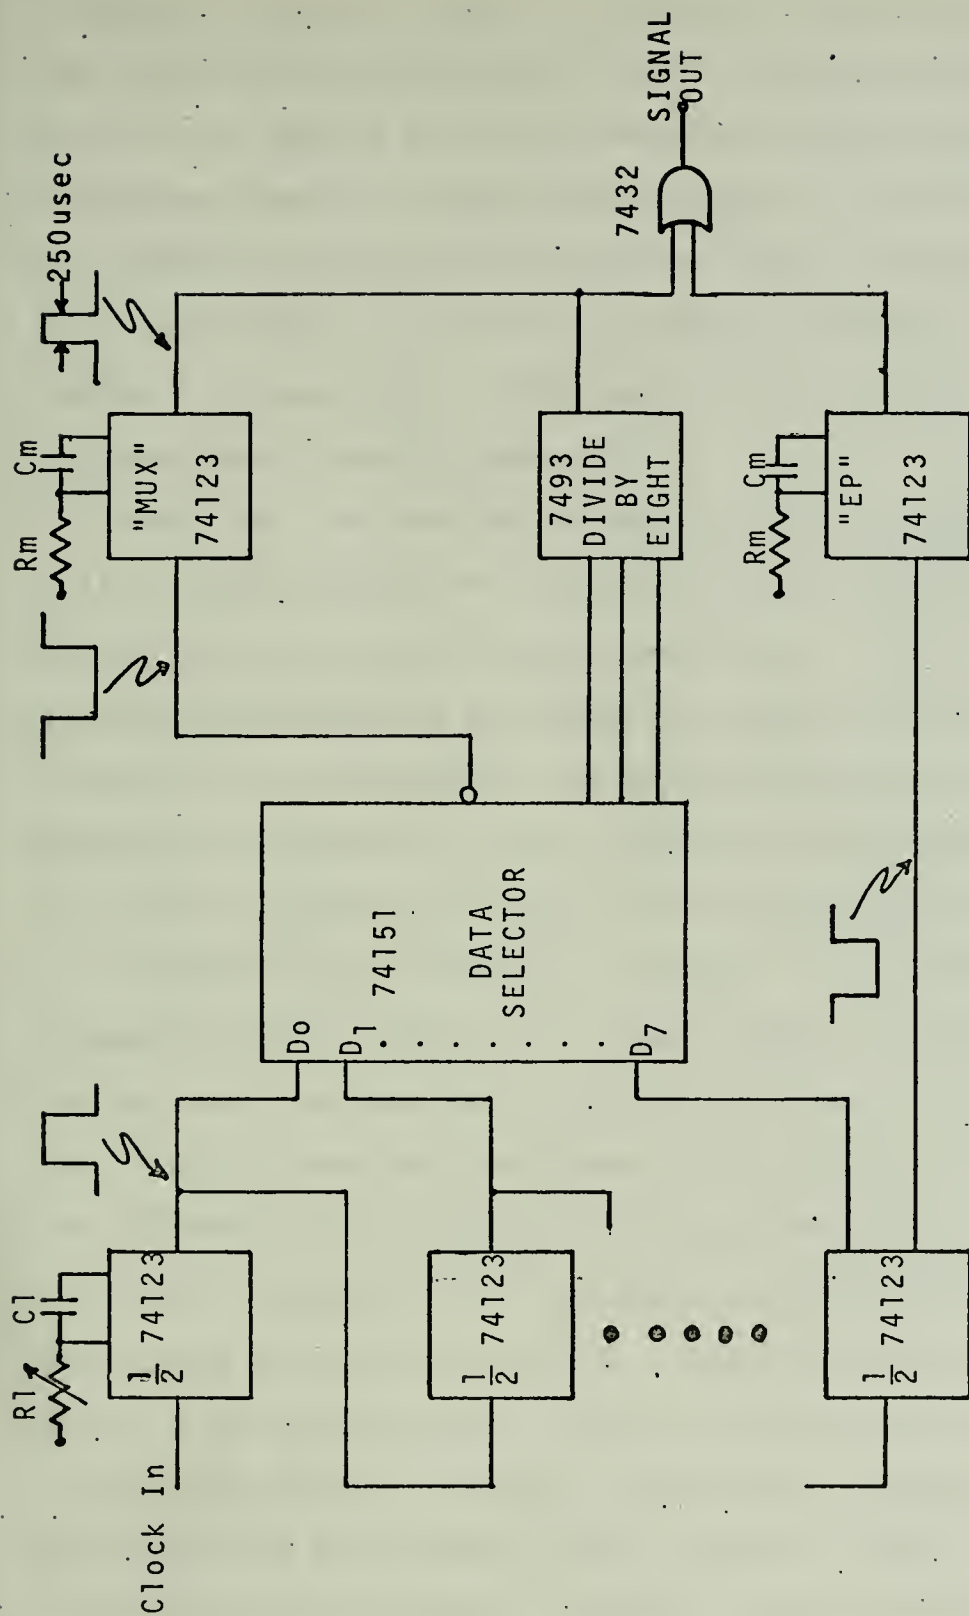 Clock In
R1
C1
1/2 74123
1/2 74123
1/2 74123
Do
D1
D7
74151
DATA
SELECTOR
Rm
Cm
"MUX"
74123
250usec
7493
DIVIDE
BY
EIGHT
Rm
Cm
"EP"
74123
7432
SIGNAL
OUT